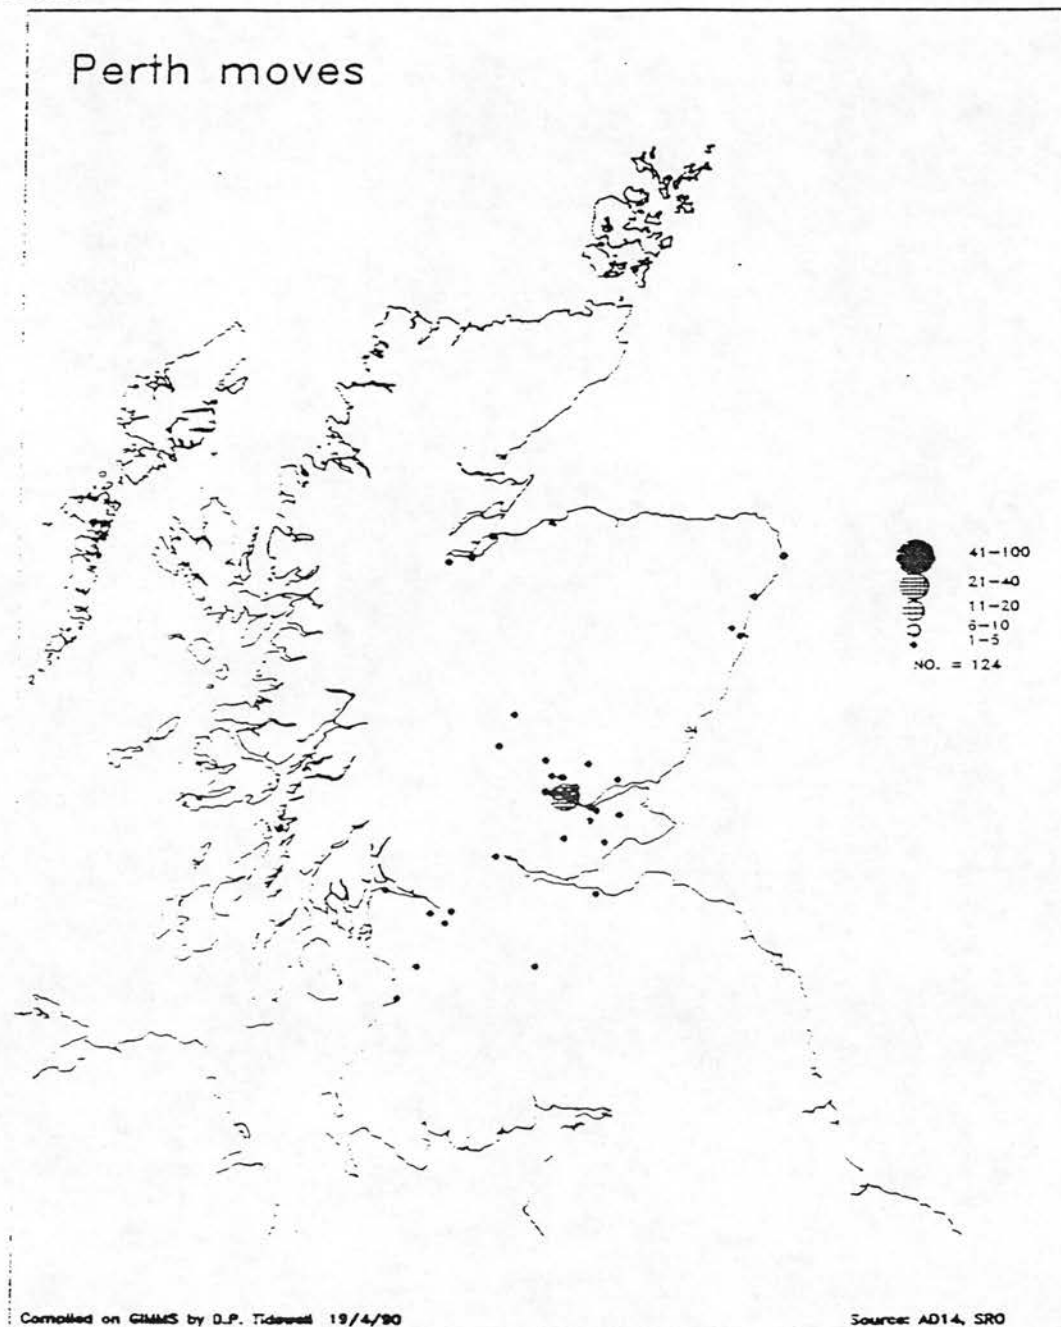 Perth moves
41-100
21-40
11-20
6-10
1-5
NO. = 124
Compiled on GIMMS by D.P. Tidswell 19/4/90
Source: AD14, SRO